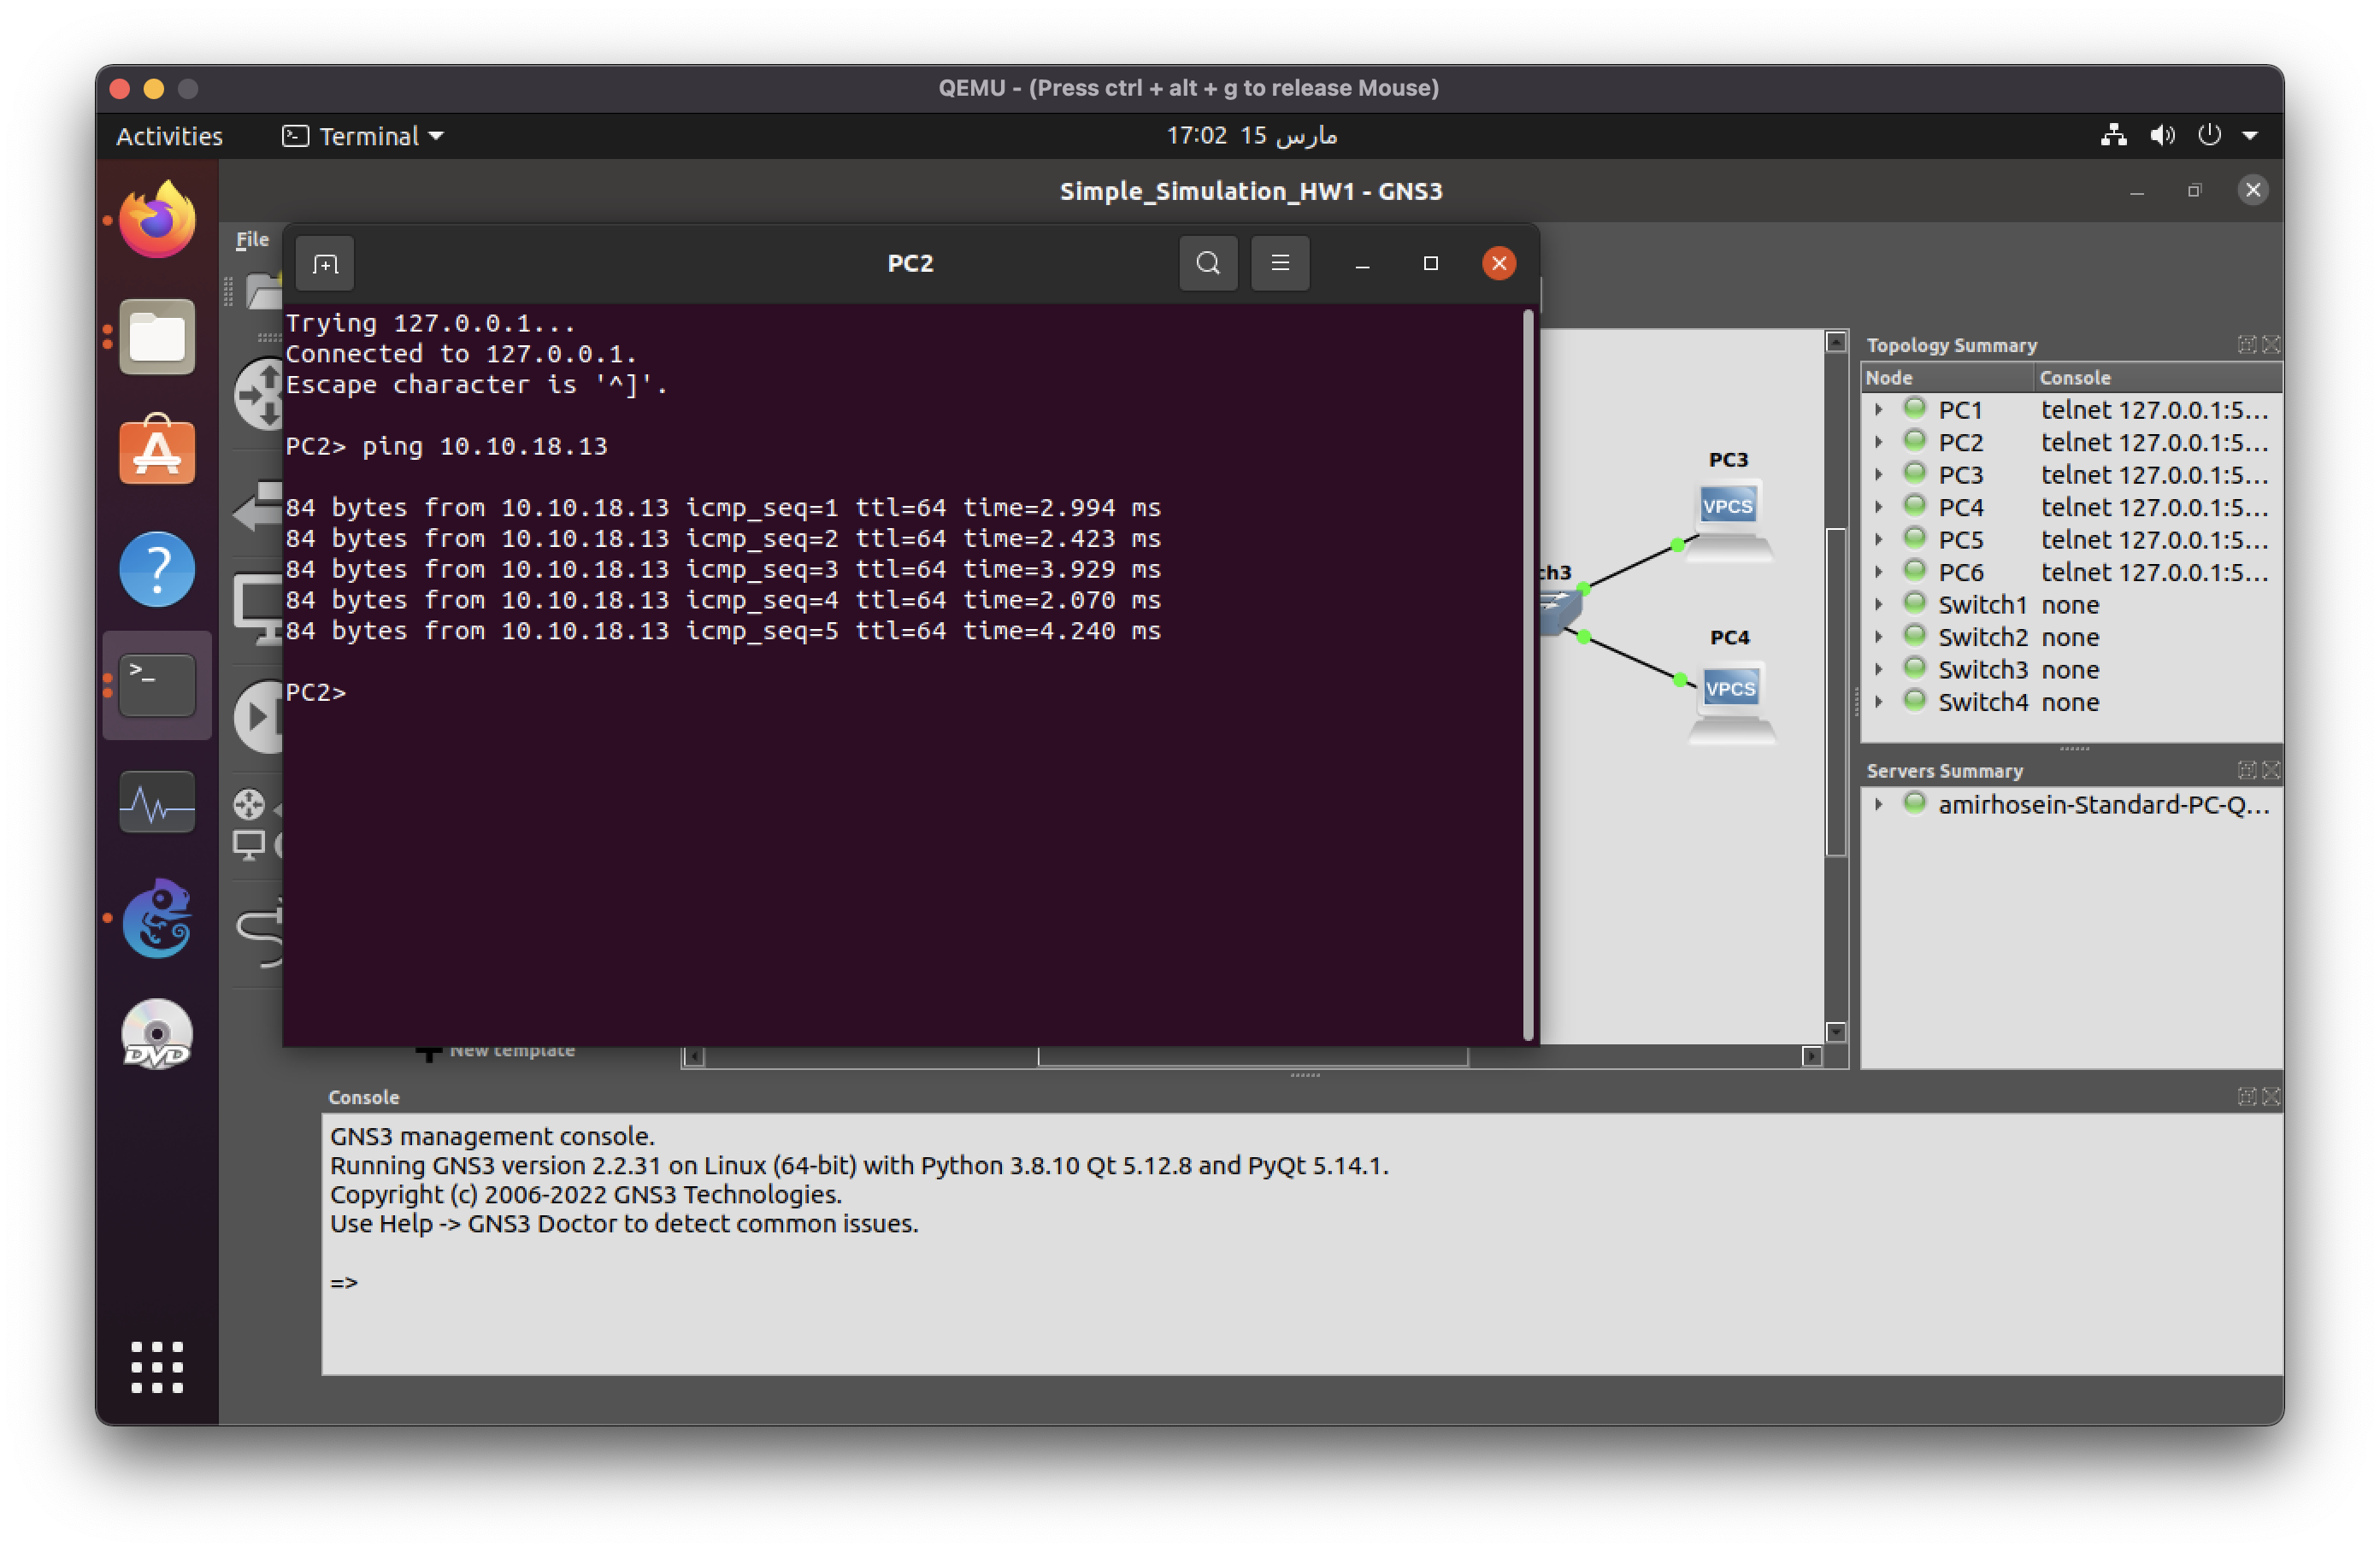 QEMU - (Press ctrl + alt + g to release Mouse)
Activities
Terminal
17:02 15 مارس
Simple_Simulation_HW1 - GNS3
File
PC2
Trying 127.0.0.1...
Connected to 127.0.0.1.
Escape character is '^]'.
PC2> ping 10.10.18.13
84 bytes from 10.10.18.13 icmp_seq=1 ttl=64 time=2.994 ms
84 bytes from 10.10.18.13 icmp_seq=2 ttl=64 time=2.423 ms
84 bytes from 10.10.18.13 icmp_seq=3 ttl=64 time=3.929 ms
84 bytes from 10.10.18.13 icmp_seq=4 ttl=64 time=2.070 ms
84 bytes from 10.10.18.13 icmp_seq=5 ttl=64 time=4.240 ms
PC2>
PC3
VPCS
ch3
PC4
VPCS
Topology Summary
Node Console
PC1 telnet 127.0.0.1:5...
PC2 telnet 127.0.0.1:5...
PC3 telnet 127.0.0.1:5...
PC4 telnet 127.0.0.1:5...
PC5 telnet 127.0.0.1:5...
PC6 telnet 127.0.0.1:5...
Switch1 none
Switch2 none
Switch3 none
Switch4 none
Servers Summary
amirhosein-Standard-PC-Q...
New template
DVD
Console
GNS3 management console.
Running GNS3 version 2.2.31 on Linux (64-bit) with Python 3.8.10 Qt 5.12.8 and PyQt 5.14.1.
Copyright (c) 2006-2022 GNS3 Technologies.
Use Help -> GNS3 Doctor to detect common issues.
=>